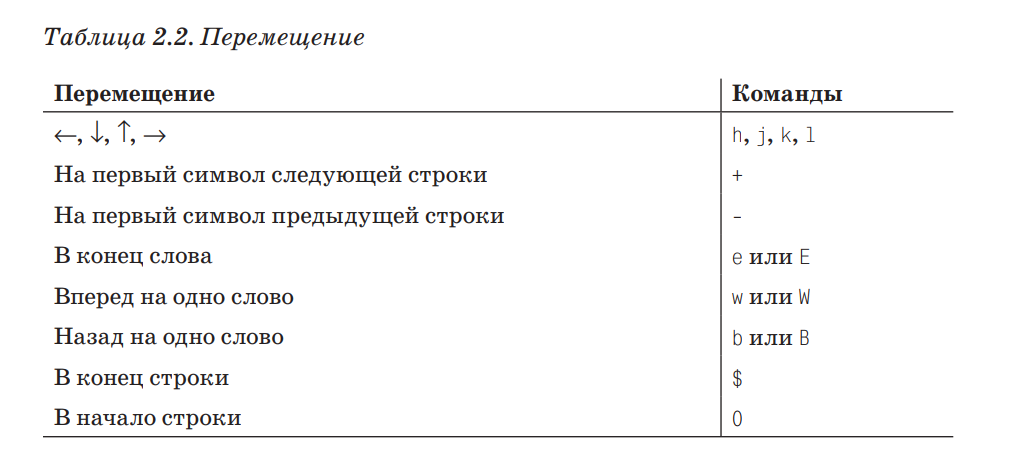 Таблица 2.2. Перемещение
Перемещение Команды
←, ↓, ↑, → h, j, k, l
На первый символ следующей строки +
На первый символ предыдущей строки -
В конец слова e или E
Вперед на одно слово w или W
Назад на одно слово b или B
В конец строки $
В начало строки 0